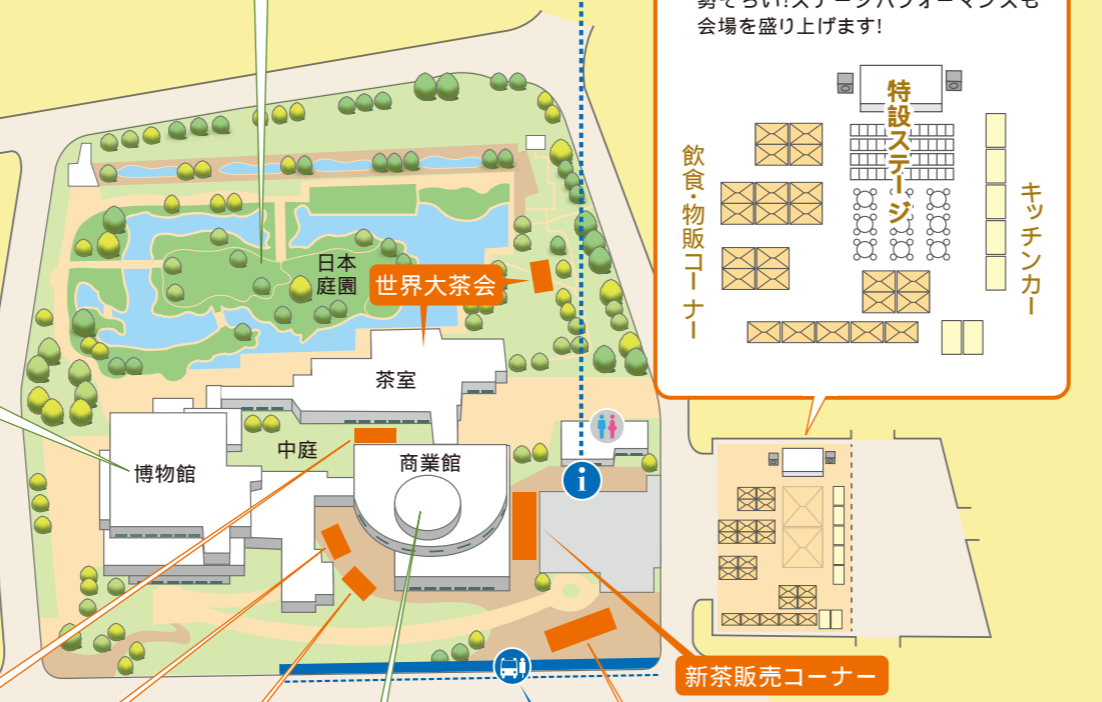 会場を盛り上げます!
特設ステージ
飲食・物販コーナー
キッチンカー
日本
庭園
世界大茶会
茶室
中庭
商業館
博物館
i
新茶販売コーナー